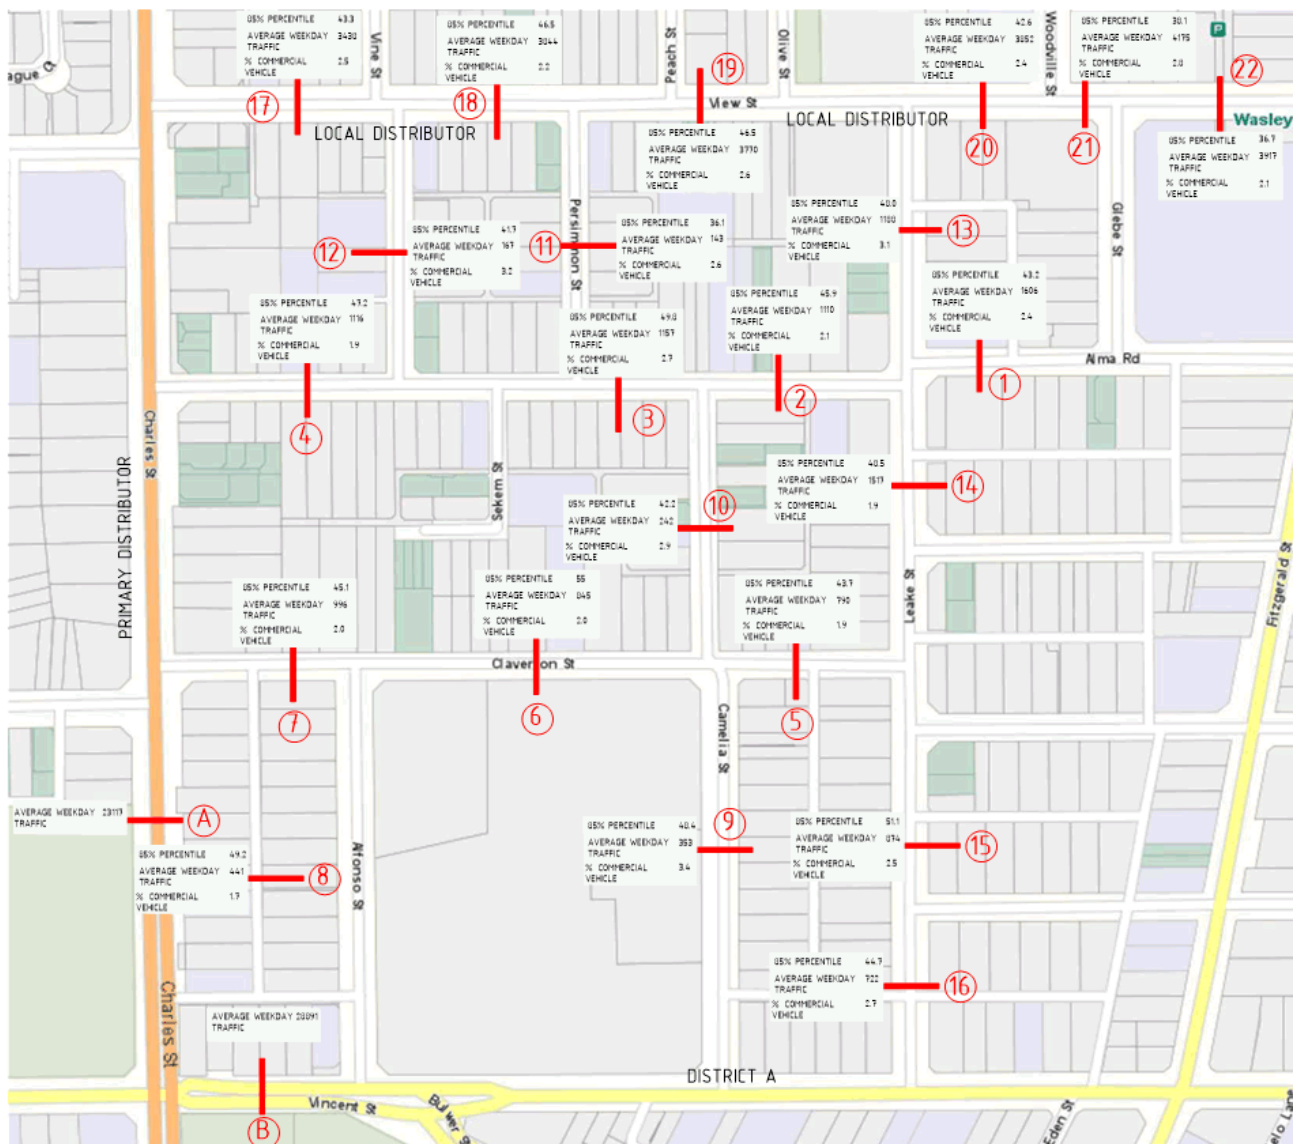 85% PERCENTILE 43.3
AVERAGE WEEKDAY 3430
TRAFFIC
% COMMERCIAL 2.5
VEHICLE
17
Vine St
85% PERCENTILE 46.5
AVERAGE WEEKDAY 3044
TRAFFIC
% COMMERCIAL 2.2
VEHICLE
18
Peach St
19
Olive St
View St
85% PERCENTILE 42.6
AVERAGE WEEKDAY 3052
TRAFFIC
% COMMERCIAL 2.4
VEHICLE
20
Woodville St
85% PERCENTILE 38.1
AVERAGE WEEKDAY 4175
TRAFFIC
% COMMERCIAL 2.8
VEHICLE
21
P
22
Wasley
ague Ct
LOCAL DISTRIBUTOR
LOCAL DISTRIBUTOR
85% PERCENTILE 46.5
AVERAGE WEEKDAY 3770
TRAFFIC
% COMMERCIAL 2.6
VEHICLE
85% PERCENTILE 36.7
AVERAGE WEEKDAY 3917
TRAFFIC
% COMMERCIAL 2.1
VEHICLE
12
85% PERCENTILE 41.7
AVERAGE WEEKDAY 167
TRAFFIC
% COMMERCIAL 3.2
VEHICLE
11
Persimmon St
85% PERCENTILE 36.1
AVERAGE WEEKDAY 143
TRAFFIC
% COMMERCIAL 2.6
VEHICLE
85% PERCENTILE 40.0
AVERAGE WEEKDAY 1180
TRAFFIC
% COMMERCIAL 3.1
VEHICLE
13
Glebe St
85% PERCENTILE 47.2
AVERAGE WEEKDAY 1116
TRAFFIC
% COMMERCIAL 1.9
VEHICLE
4
85% PERCENTILE 49.8
AVERAGE WEEKDAY 1157
TRAFFIC
% COMMERCIAL 2.7
VEHICLE
3
85% PERCENTILE 45.9
AVERAGE WEEKDAY 1110
TRAFFIC
% COMMERCIAL 2.1
VEHICLE
2
85% PERCENTILE 43.2
AVERAGE WEEKDAY 1606
TRAFFIC
% COMMERCIAL 2.4
VEHICLE
1
Alma Rd
Charles St
PRIMARY DISTRIBUTOR
Sekem St
85% PERCENTILE 42.2
AVERAGE WEEKDAY 242
TRAFFIC
% COMMERCIAL 2.9
VEHICLE
10
85% PERCENTILE 40.5
AVERAGE WEEKDAY 1517
TRAFFIC
% COMMERCIAL 1.9
VEHICLE
14
Leake St
Fitzgerald St
85% PERCENTILE 45.1
AVERAGE WEEKDAY 996
TRAFFIC
% COMMERCIAL 2.0
VEHICLE
7
85% PERCENTILE 55
AVERAGE WEEKDAY 845
TRAFFIC
% COMMERCIAL 2.0
VEHICLE
6
85% PERCENTILE 43.7
AVERAGE WEEKDAY 790
TRAFFIC
% COMMERCIAL 1.9
VEHICLE
5
Claverton St
Camelia St
AVERAGE WEEKDAY 23117
TRAFFIC
A
85% PERCENTILE 49.2
AVERAGE WEEKDAY 441
TRAFFIC
% COMMERCIAL 1.7
VEHICLE
8
Alfonso St
85% PERCENTILE 40.4
AVERAGE WEEKDAY 353
TRAFFIC
% COMMERCIAL 3.4
VEHICLE
9
85% PERCENTILE 51.1
AVERAGE WEEKDAY 874
TRAFFIC
% COMMERCIAL 2.5
VEHICLE
15
85% PERCENTILE 44.7
AVERAGE WEEKDAY 722
TRAFFIC
% COMMERCIAL 2.7
VEHICLE
16
Charles St
AVERAGE WEEKDAY 28891
TRAFFIC
B
DISTRICT A
Vincent St
Bulwer S
Eden St
elo Lane